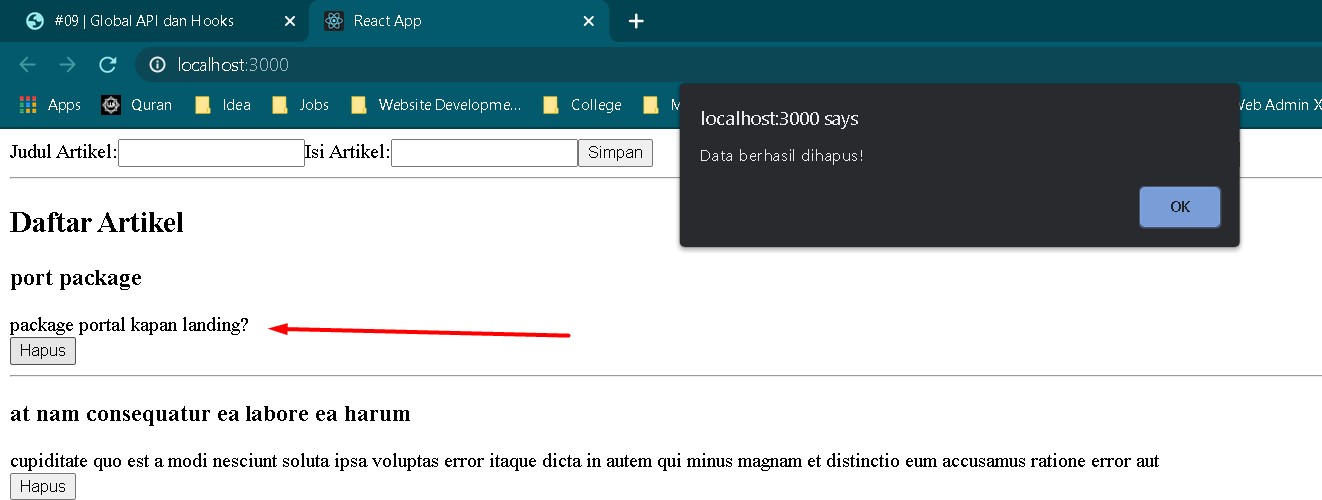 #09 | Global API dan Hooks
React App
localhost:3000
Apps
Quran
Idea
Jobs
Website Developme...
College
M
Web Admin X
localhost:3000 says
Data berhasil dihapus!
OK
Judul Artikel:
Isi Artikel:
Simpan
Daftar Artikel
port package
package portal kapan landing?
Hapus
at nam consequatur ea labore ea harum
cupiditate quo est a modi nesciunt soluta ipsa voluptas error itaque dicta in autem qui minus magnam et distinctio eum accusamus ratione error aut
Hapus